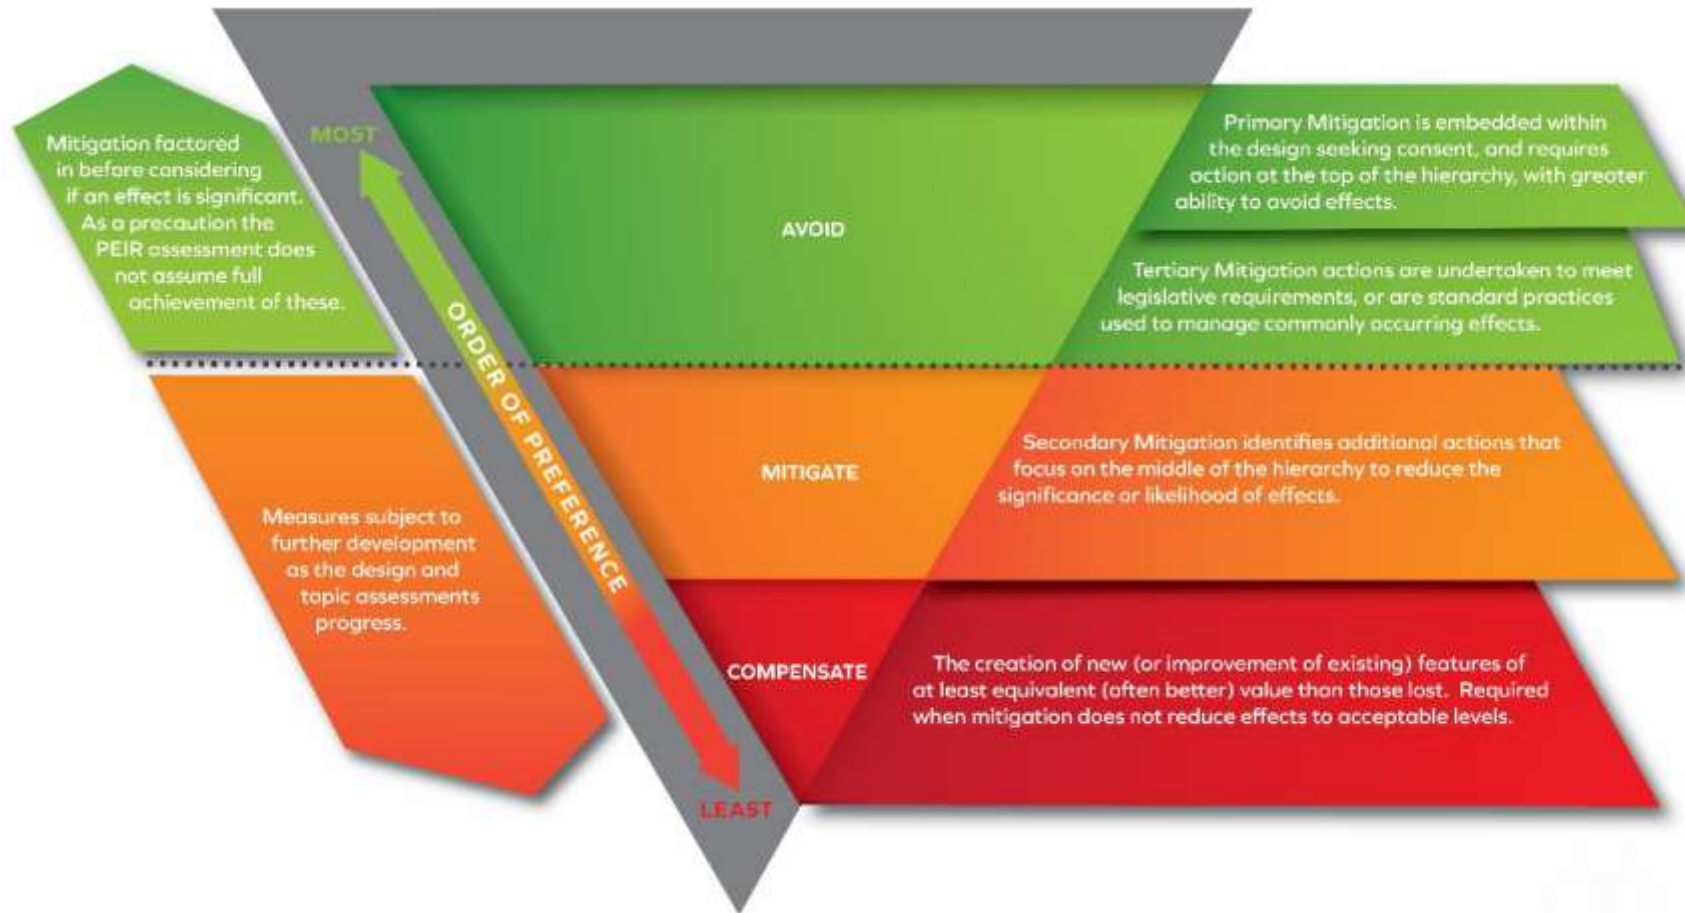 Mitigation factored
in before considering
if an effect is significant.
As a precaution the
PEIR assessment does
not assume full
achievement of these.
MOST
ORDER OF PREFERENCE
LEAST
AVOID
Primary Mitigation is embedded within
the design seeking consent, and requires
action at the top of the hierarchy, with greater
ability to avoid effects.
Tertiary Mitigation actions are undertaken to meet
legislative requirements, or are standard practices
used to manage commonly occurring effects.
Measures subject to
further development
as the design and
topic assessments
progress.
MITIGATE
Secondary Mitigation identifies additional actions that
focus on the middle of the hierarchy to reduce the
significance or likelihood of effects.
COMPENSATE
The creation of new (or improvement of existing) features of
at least equivalent (often better) value than those lost. Required
when mitigation does not reduce effects to acceptable levels.